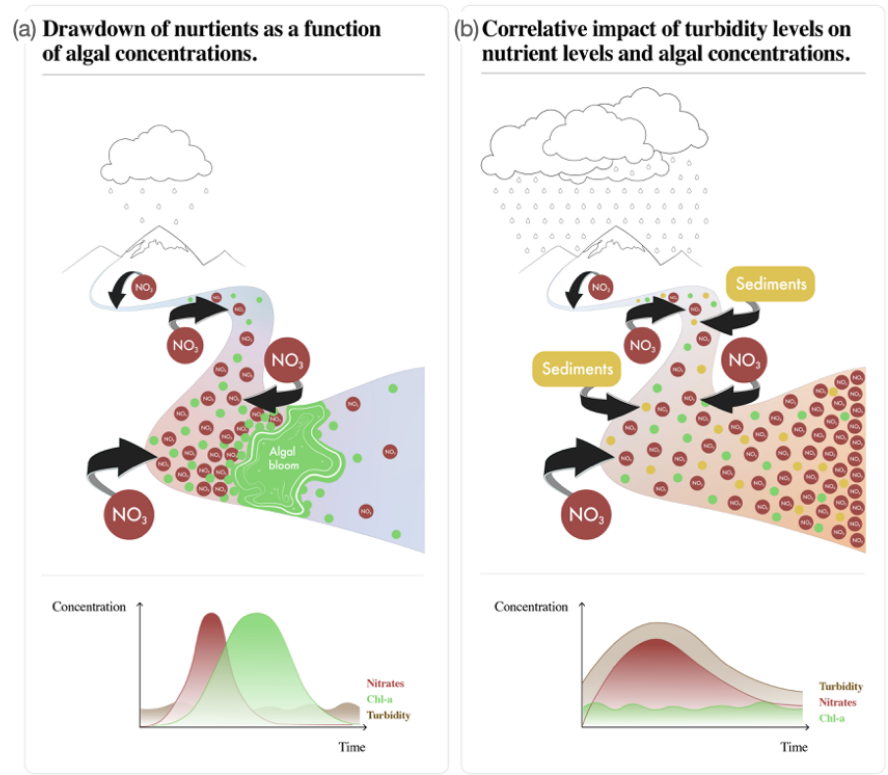 (a) Drawdown of nurtients as a function
of algal concentrations.
NO₃
NO₃
NO₃
NO₃
Algal
bloom
Concentration
Nitrates
Chl-a
Turbidity
Time
(b) Correlative impact of turbidity levels on
nutrient levels and algal concentrations.
NO₃
Sediments
NO₃
NO₃
Sediments
NO₃
Concentration
Turbidity
Nitrates
Chl-a
Time